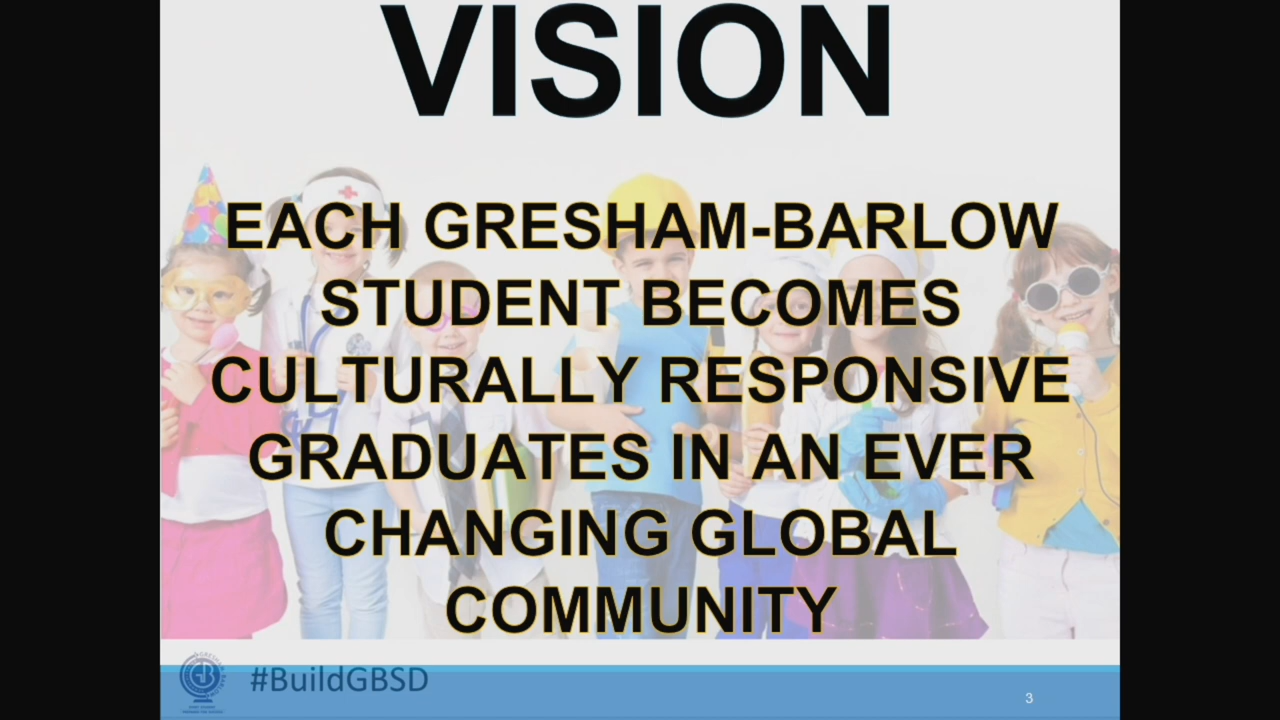 VISION
EACH GRESHAM-BARLOW
STUDENT BECOMES
CULTURALLY RESPONSIVE
GRADUATES IN AN EVER
CHANGING GLOBAL
COMMUNITY
#BuildGBSD
3